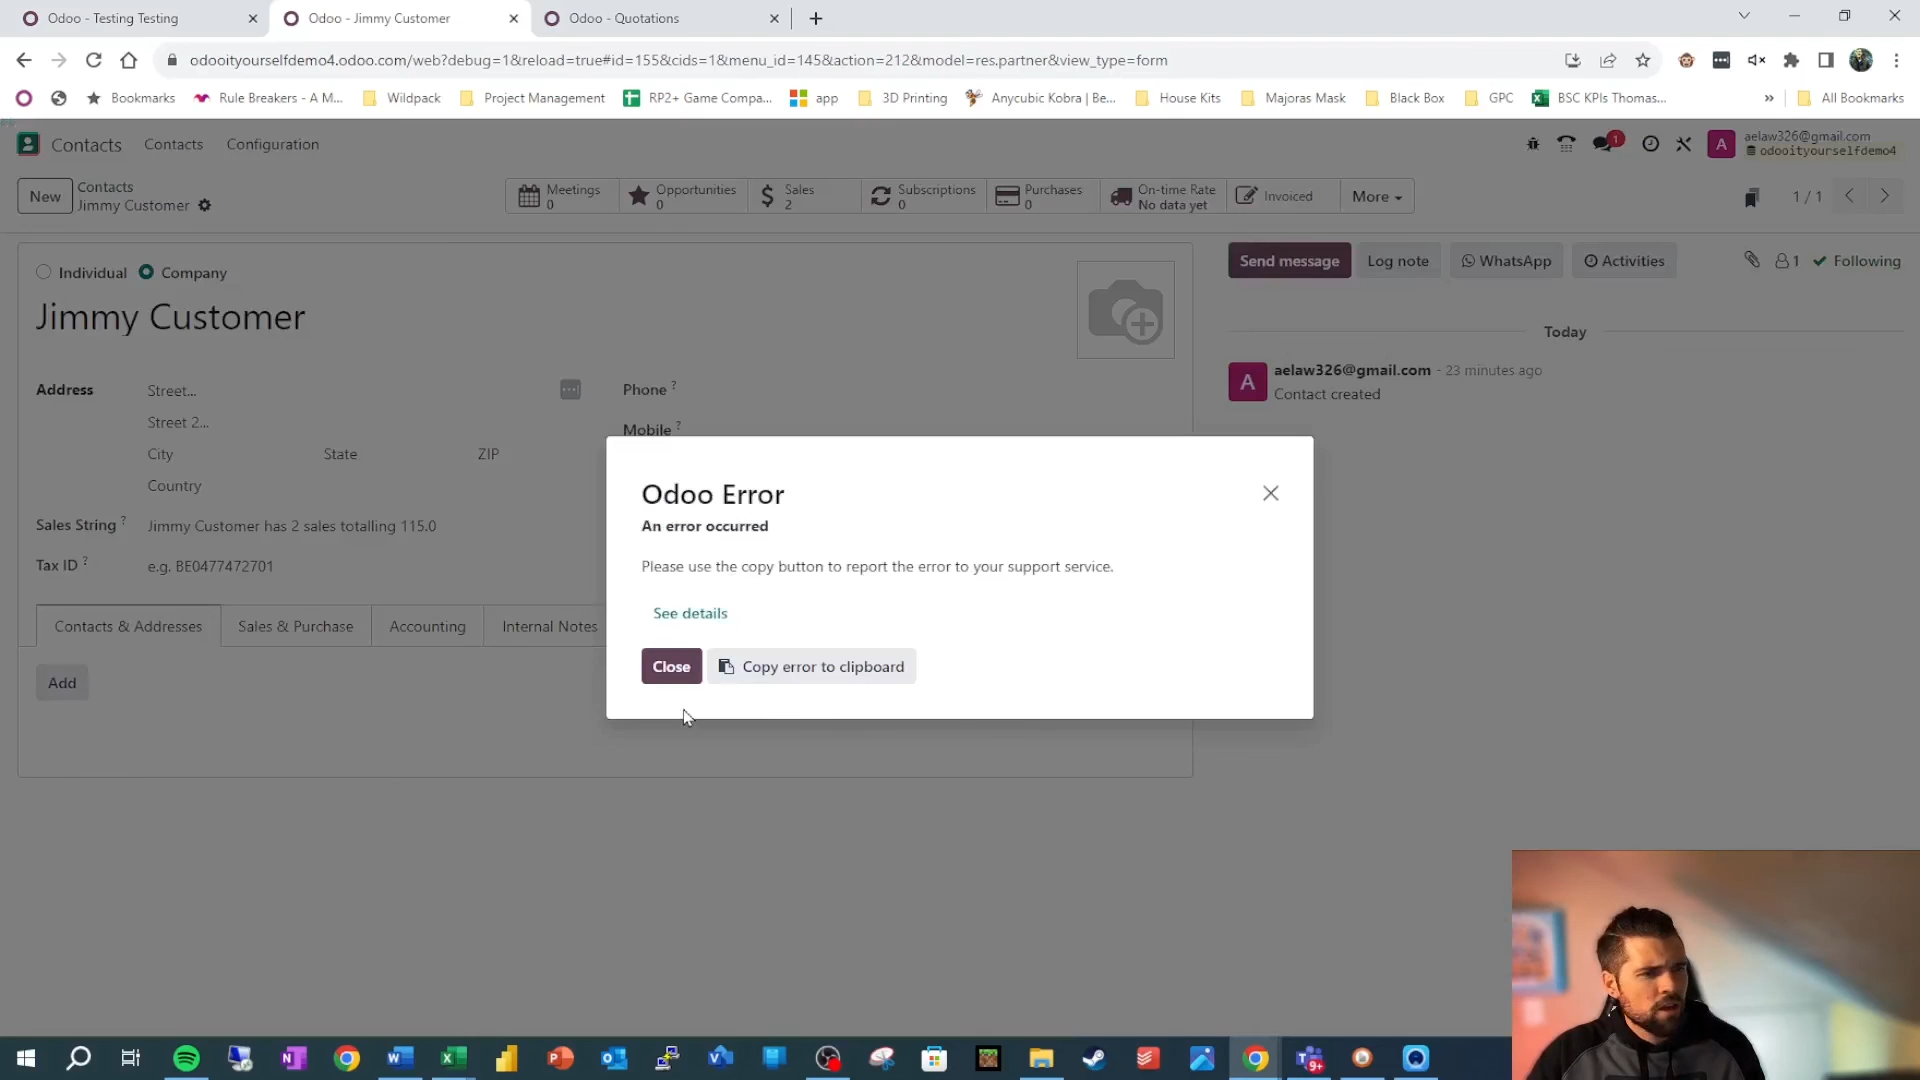 Odoo - Testing Testing
Odoo - Jimmy Customer
Odoo - Quotations
odooityourselfdemo4.odoo.com/web?debug=1&reload=true#id=155&cids=1&menu_id=145&action=212&model=res.partner&view_type=form
Bookmarks
Rule Breakers - A M...
Wildpack
Project Management
RP2+ Game Compa...
app
3D Printing
Anycubic Kobra | Be...
House Kits
Majoras Mask
Black Box
GPC
BSC KPIs Thomas...
»
All Bookmarks
Contacts
Contacts
Configuration
1
A
aelaw326@gmail.com
odooityourselfdemo4
New
Contacts
Jimmy Customer
Meetings
0
Opportunities
0
Sales
2
Subscriptions
0
Purchases
0
On-time Rate
No data yet
Invoiced
More
1 / 1
Individual
Company
Send message
Log note
WhatsApp
Activities
1
Following
Jimmy Customer
Today
Address
Street...
Street 2...
City
State
ZIP
Country
Phone ?
Mobile ?
A
aelaw326@gmail.com - 23 minutes ago
Contact created
Sales String ?
Jimmy Customer has 2 sales totalling 115.0
Tax ID ?
e.g. BE0477472701
Contacts & Addresses
Sales & Purchase
Accounting
Internal Notes
Add
Odoo Error
An error occurred
Please use the copy button to report the error to your support service.
See details
Close
Copy error to clipboard
9+